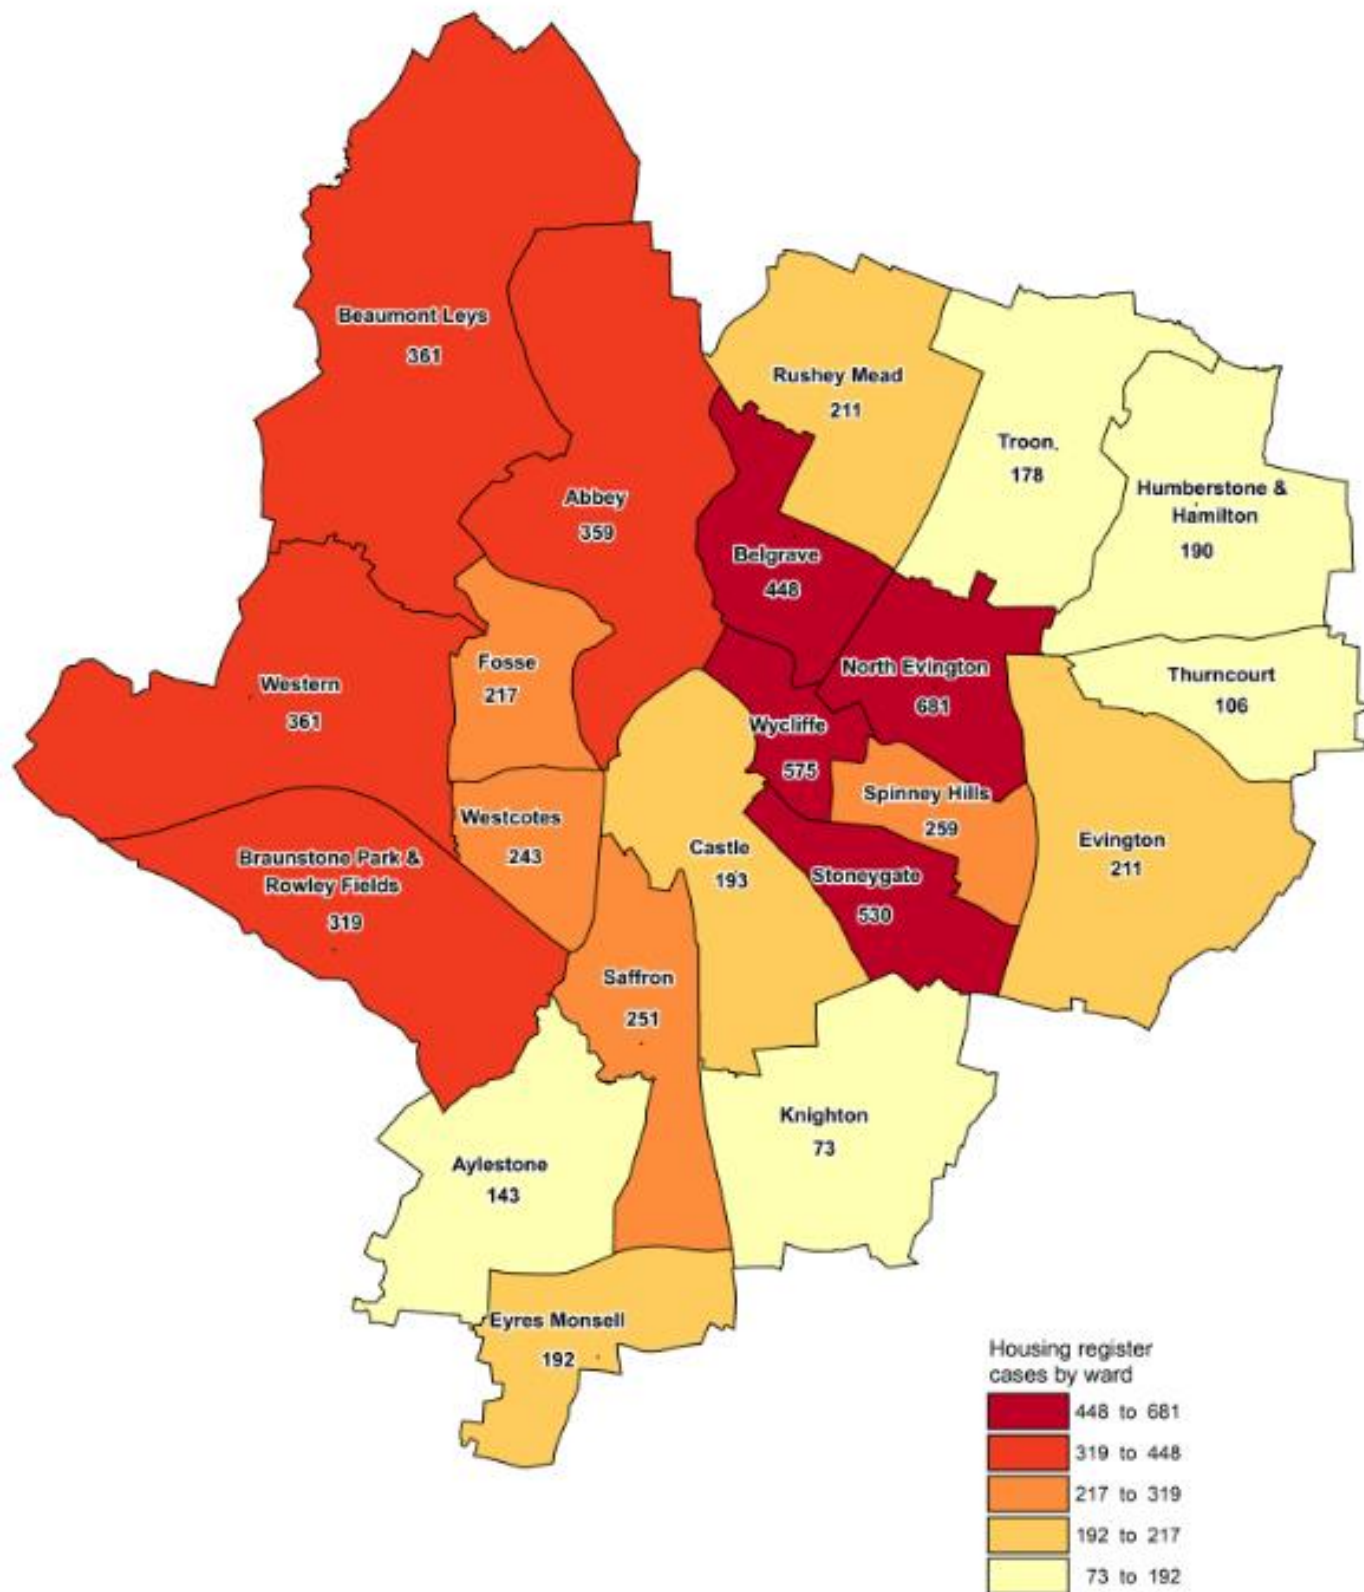 Beaumont Leys
361
Rushey Mead
211
Troon
178
Humberstone &
Hamilton
190
Abbey
359
Belgrave
448
Fosse
217
North Evington
681
Thurncourt
106
Western
361
Wycliffe
575
Spinney Hills
259
Westcotes
243
Castle
193
Evington
211
Braunstone Park &
Rowley Fields
319
Stoneygate
530
Saffron
251
Knighton
73
Aylestone
143
Eyres Monsell
192
Housing register
cases by ward
448 to 681
319 to 448
217 to 319
192 to 217
73 to 192